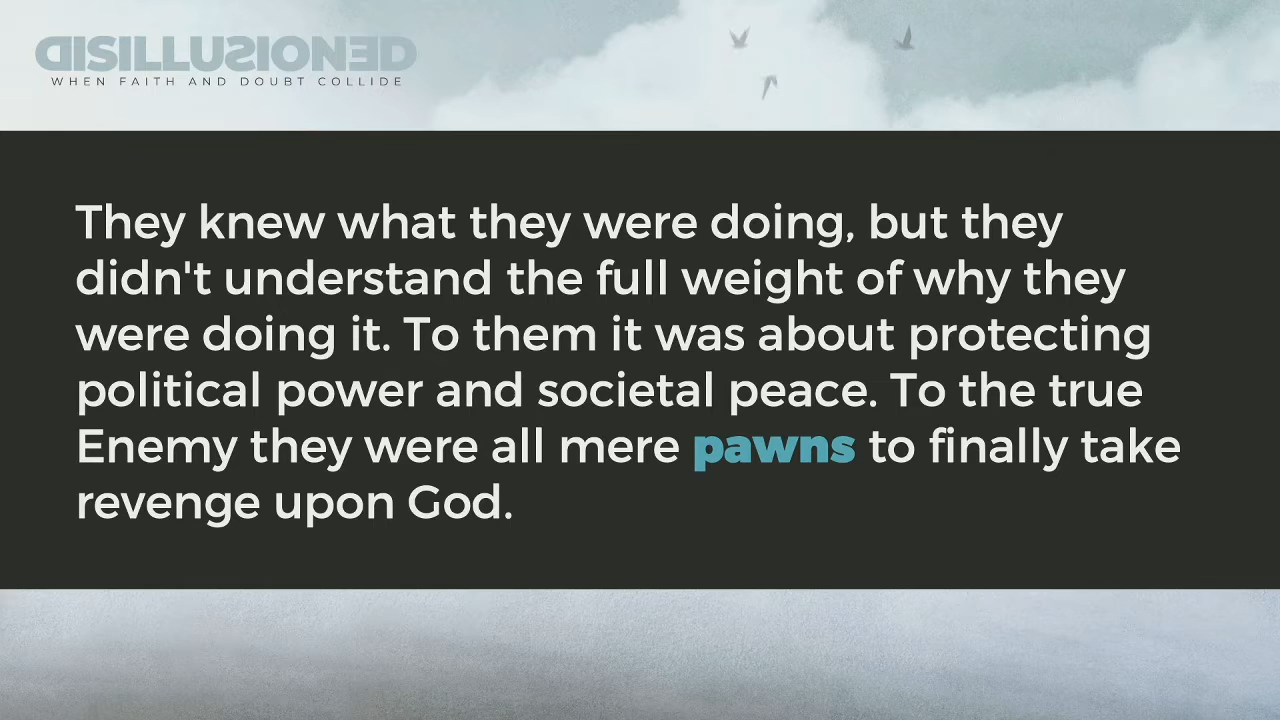 DISILLUSIONED
WHEN FAITH AND DOUBT COLLIDE
They knew what they were doing, but they
didn't understand the full weight of why they
were doing it. To them it was about protecting
political power and societal peace. To the true
Enemy they were all mere pawns to finally take
revenge upon God.